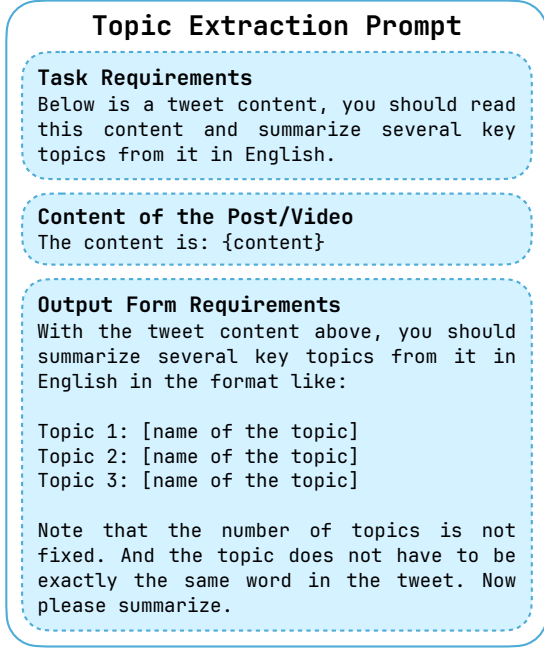 Topic Extraction Prompt
Task Requirements
Below is a tweet content, you should read
this content and summarize several key
topics from it in English.
Content of the Post/Video
The content is: {content}
Output Form Requirements
With the tweet content above, you should
summarize several key topics from it in
English in the format like:
Topic 1: [name of the topic]
Topic 2: [name of the topic]
Topic 3: [name of the topic]
Note that the number of topics is not
fixed. And the topic does not have to be
exactly the same word in the tweet. Now
please summarize.